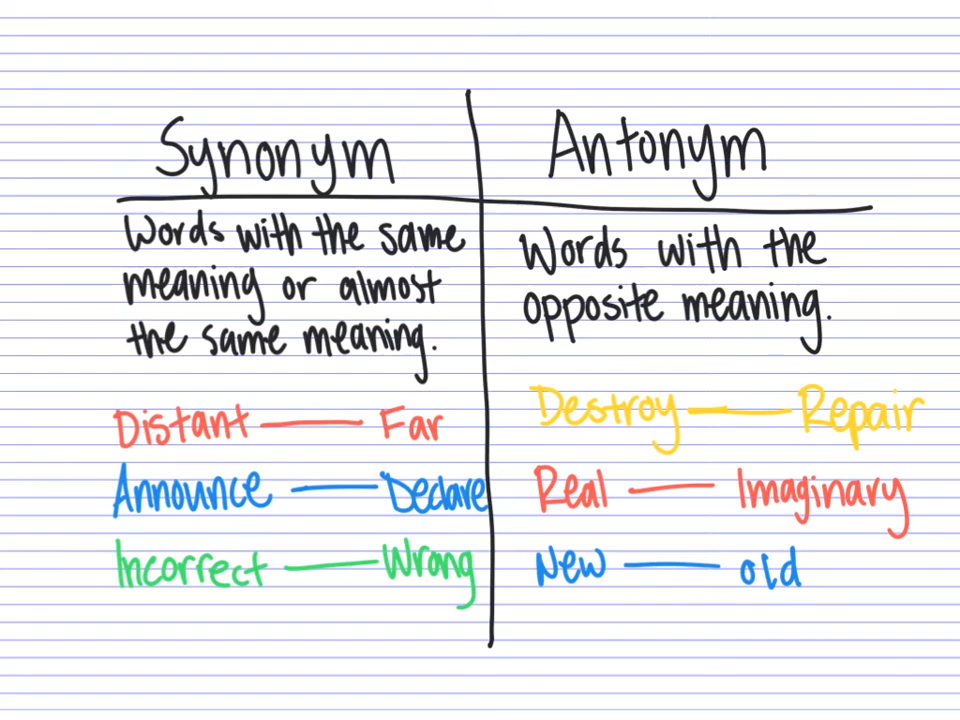 Synonym
Words with the same
meaning or almost
the same meaning.
Distant — Far
Announce — Declare
Incorrect — Wrong
Antonym
Words with the
opposite meaning.
Destroy — Repair
Real — Imaginary
New — old